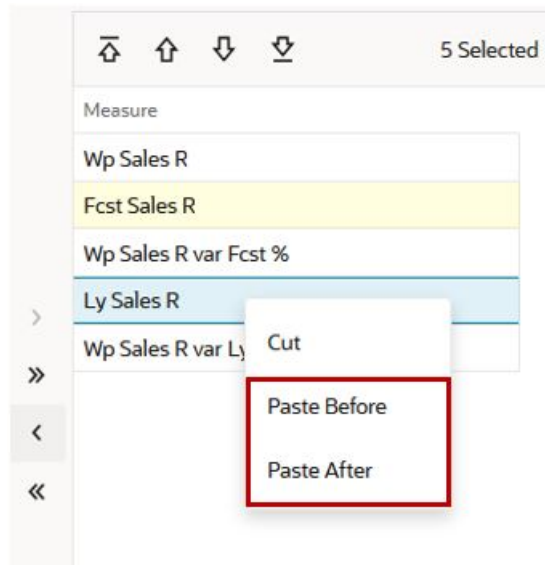 5 Selected
Measure
Wp Sales R
Fcst Sales R
Wp Sales R var Fcst %
Ly Sales R
Wp Sales R var Ly
Cut
Paste Before
Paste After